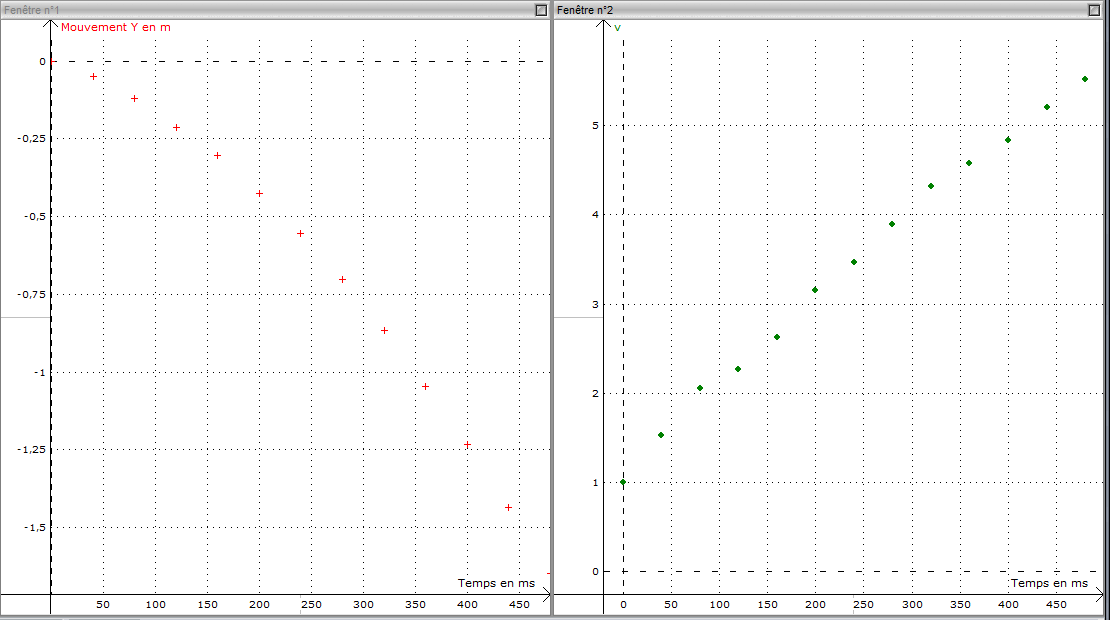 Fenêtre n°1
Mouvement Y en m
0
-0,25
-0,5
-0,75
-1
-1,25
-1,5
Temps en ms
50 100 150 200 250 300 350 400 450
Fenêtre n°2
v
5
4
3
2
1
0
Temps en ms
0 50 100 150 200 250 300 350 400 450